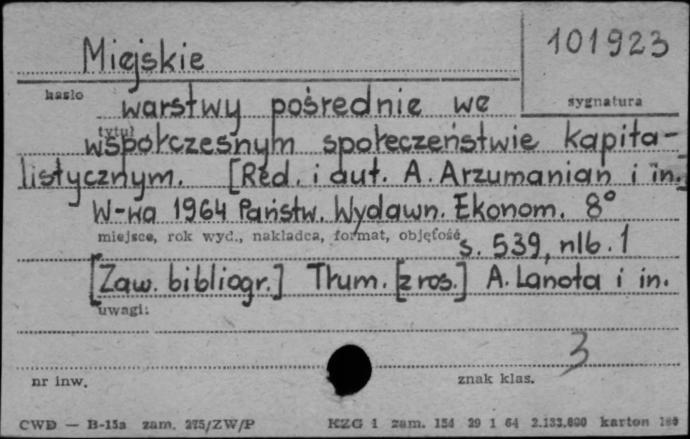 Miejskie 101923
hasło sygnatura
warstwy pośrednie we
tytuł
współczesnym społeczeństwie kapita-
listycznym. [Red. i aut. A. Arzumanian i in.]
W-wa 1964 Państw. Wydawn. Ekonom. 8°
miejsce, rok wyd., nakładca, format, objętość
s. 539, nlb. 1
[Zaw. bibliogr.] Tłum. [z ros.] A. Lanota i in.
uwagi:
3
nr inw. znak klas.
CWD — B-15a zam. 275/ZW/P KZG 1 zam. 154 29 1 64 2.133.600 karton